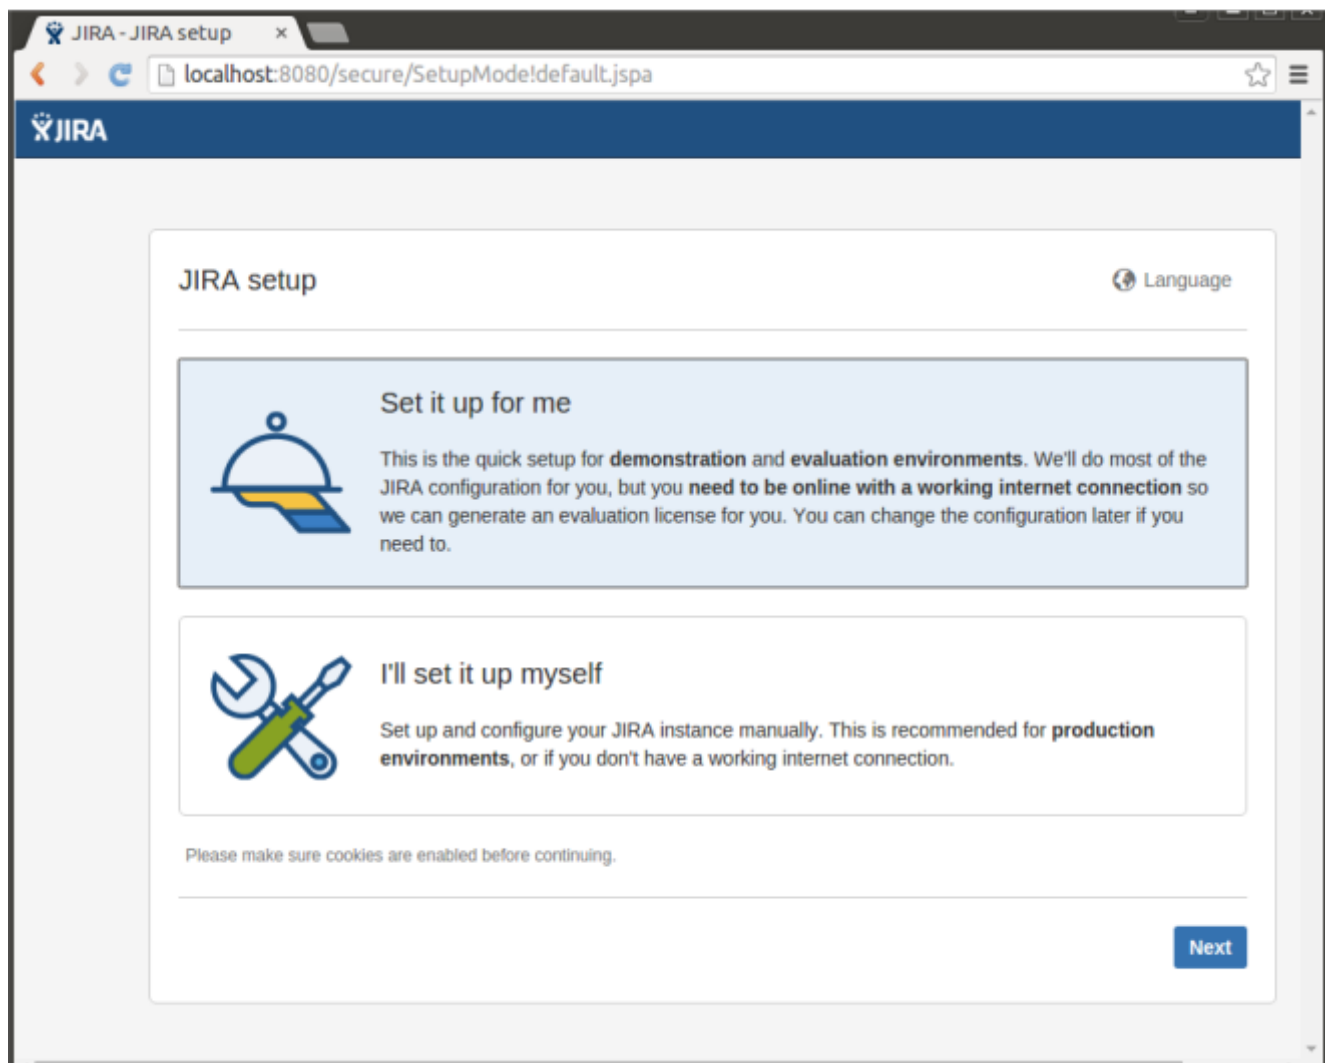 JIRA - JIRA setup
localhost:8080/secure/SetupMode!default.jspa
JIRA
JIRA setup
Language
Set it up for me
This is the quick setup for demonstration and evaluation environments. We'll do most of the
JIRA configuration for you, but you need to be online with a working internet connection so
we can generate an evaluation license for you. You can change the configuration later if you
need to.
I'll set it up myself
Set up and configure your JIRA instance manually. This is recommended for production
environments, or if you don't have a working internet connection.
Please make sure cookies are enabled before continuing.
Next